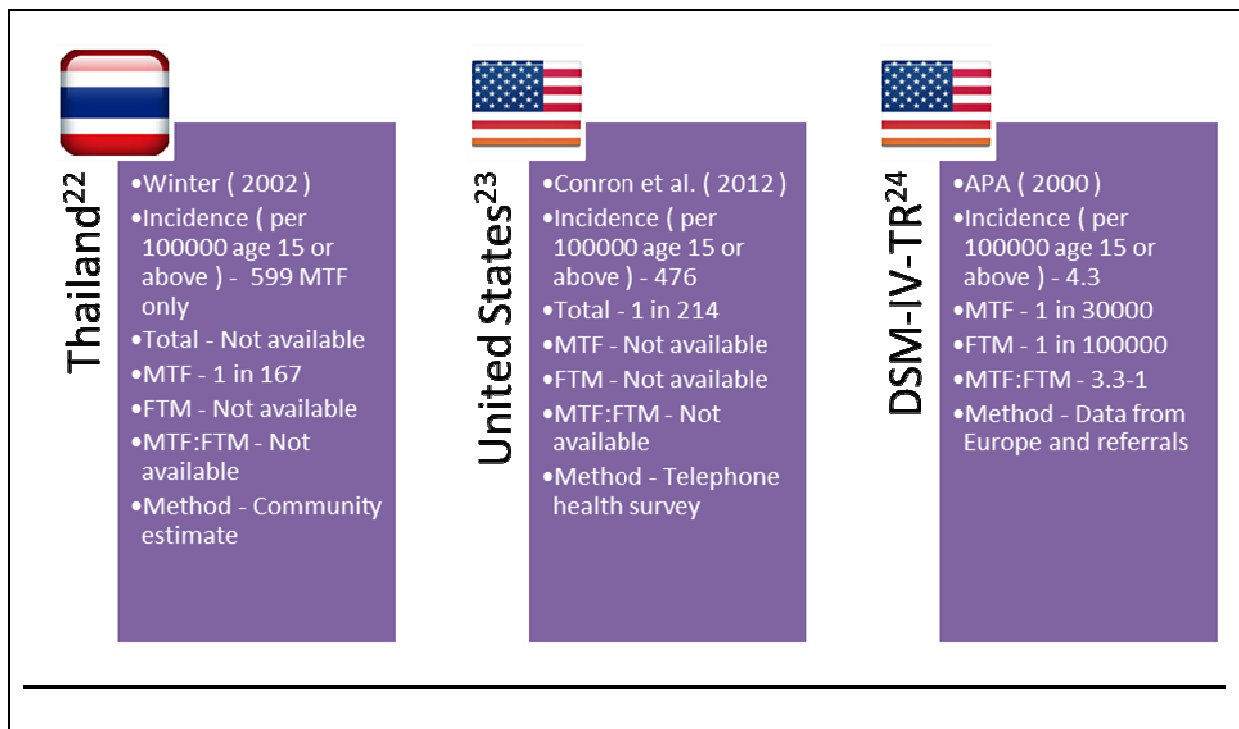 Thailand22
•Winter ( 2002 )
•Incidence ( per
100000 age 15 or
above ) - 599 MTF
only
•Total - Not available
•MTF - 1 in 167
•FTM - Not available
•MTF:FTM - Not
available
•Method - Community
estimate
United States23
•Conron et al. ( 2012 )
•Incidence ( per
100000 age 15 or
above ) - 476
•Total - 1 in 214
•MTF - Not available
•FTM - Not available
•MTF:FTM - Not
available
•Method - Telephone
health survey
DSM-IV-TR24
•APA ( 2000 )
•Incidence ( per
100000 age 15 or
above ) - 4.3
•MTF - 1 in 30000
•FTM - 1 in 100000
•MTF:FTM - 3.3-1
•Method - Data from
Europe and referrals